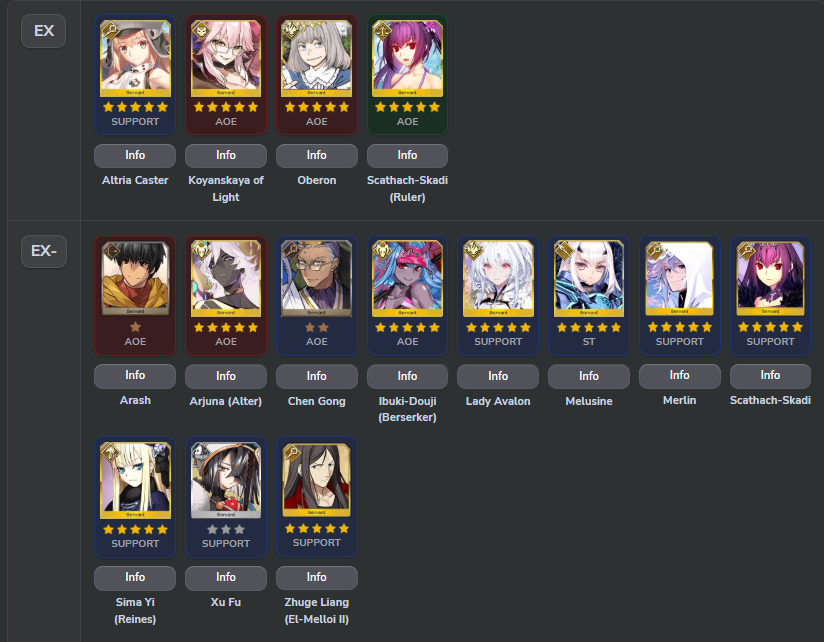 EX
Servant Servant Servant Servant
SUPPORT AOE AOE AOE
Info Info Info Info
Altria Caster Koyanskaya of Light Oberon Scathach-Skadi (Ruler)
EX-
Servant Servant Servant Servant Servant Servant Servant Servant
AOE AOE AOE AOE SUPPORT ST SUPPORT SUPPORT
Info Info Info Info Info Info Info Info
Arash Arjuna (Alter) Chen Gong Ibuki-Douji (Berserker) Lady Avalon Melusine Merlin Scathach-Skadi
Servant Servant Servant
SUPPORT SUPPORT SUPPORT
Info Info Info
Sima Yi (Reines) Xu Fu Zhuge Liang (El-Melloi II)